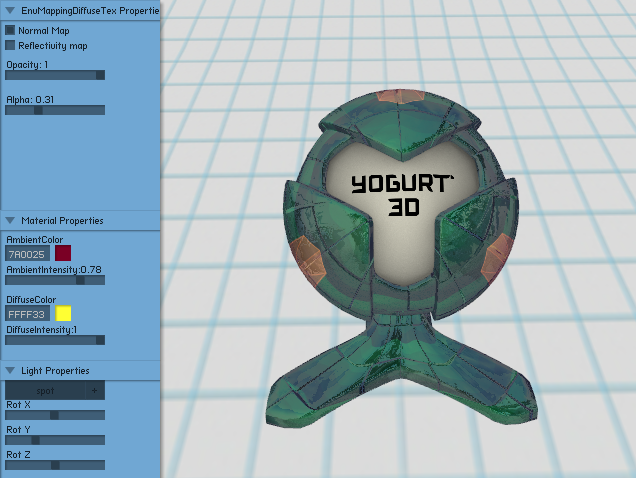 EnvMappingDiffuseTex Propertie
Normal Map
Reflectivity map
Opacity: 1
Alpha: 0.31
Material Properties
AmbientColor
7A0025
AmbientIntensity:0.78
DiffuseColor
FFFF33
DiffuseIntensity:1
Light Properties
spot +
Rot X
Rot Y
Rot Z
YOGURT
3D